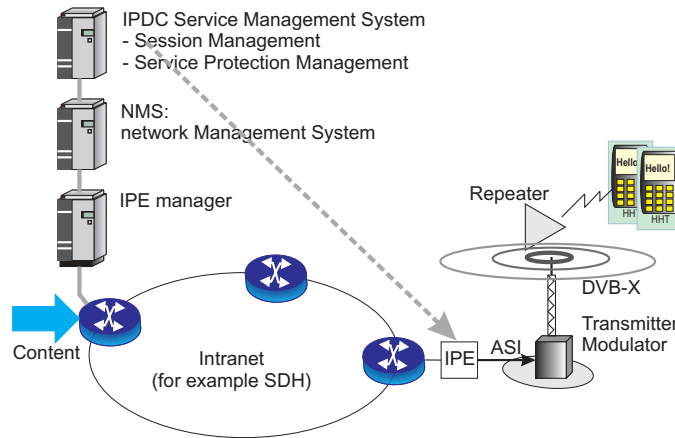 IPDC Service Management System
- Session Management
- Service Protection Management
NMS:
network Management System
IPE manager
Repeater
Hello!
Hello!
HHT
HHT
DVB-X
Transmitter
Modulator
Content
Intranet
(for example SDH)
IPE
ASI